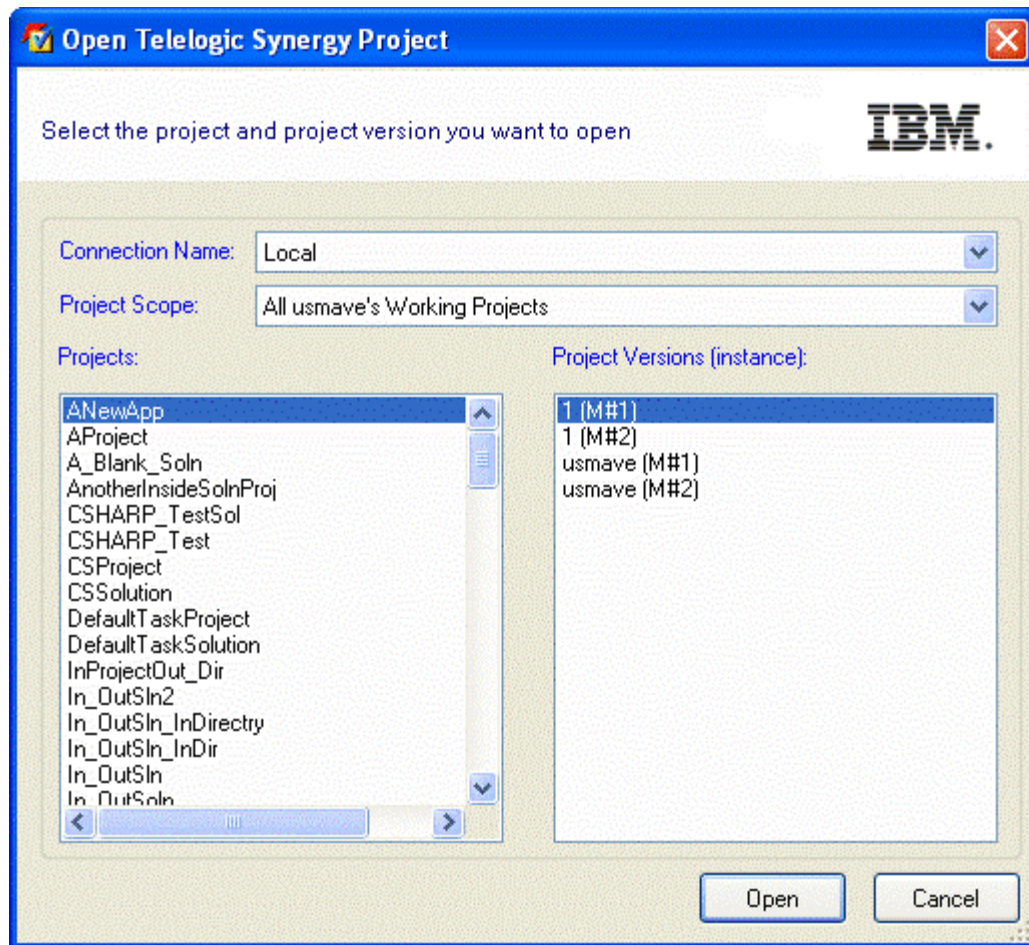 Open Telelogic Synergy Project
Select the project and project version you want to open
IBM.
Connection Name:
Local
Project Scope:
All usmave's Working Projects
Projects:
Project Versions (instance):
ANewApp
AProject
A_Blank_Soln
AnotherInsideSolnProj
CSHARP_TestSol
CSHARP_Test
CSProject
CSSolution
DefaultTaskProject
DefaultTaskSolution
InProjectOut_Dir
In_OutSln2
In_OutSln_InDirectry
In_OutSln_InDir
In_OutSln
In_OutSoln
1 (M#1)
1 (M#2)
usmave (M#1)
usmave (M#2)
Open
Cancel